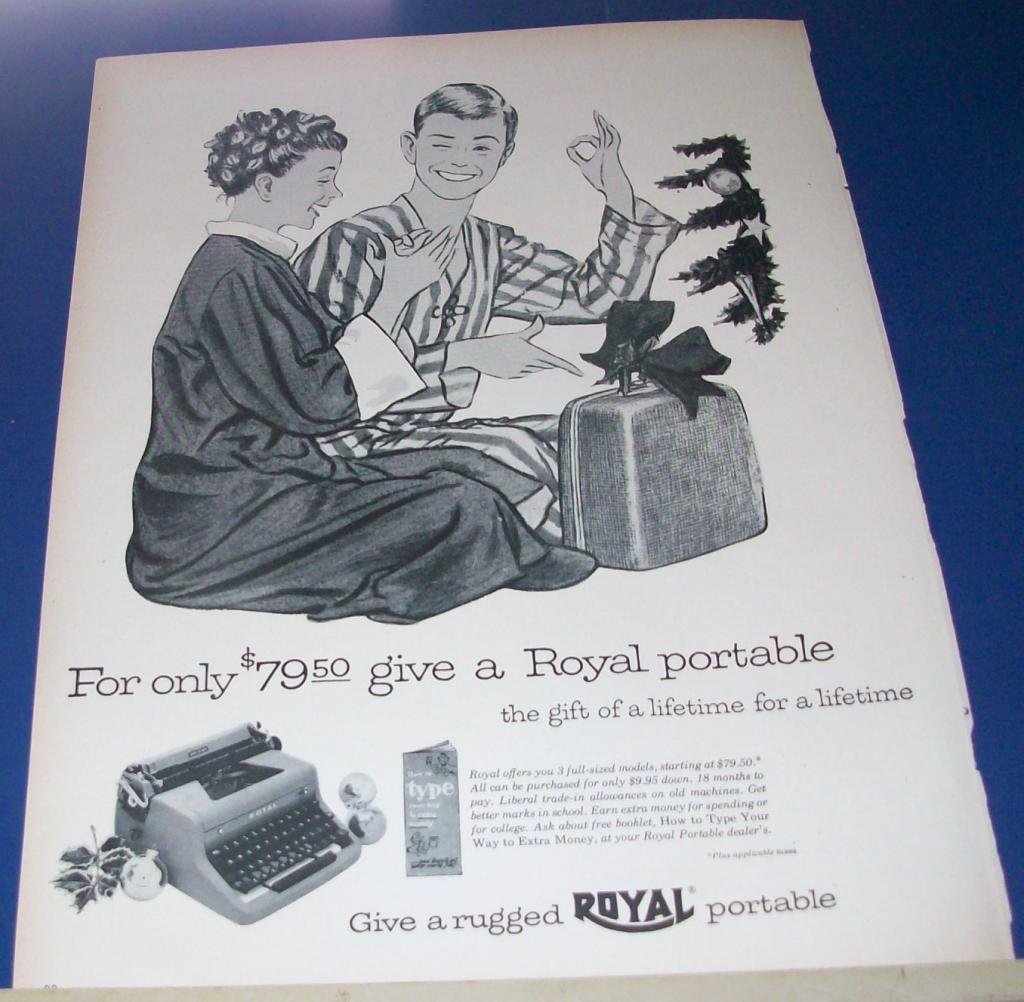 For only $79 50 give a Royal portable
the gift of a lifetime for a lifetime
ROYAL
How to
type
Royal offers you 3 full-sized models, starting at $79.50.*
All can be purchased for only $9.95 down. 18 months to
pay. Liberal trade-in allowances on old machines. Get
better marks in school. Earn extra money for spending or
for college. Ask about free booklet, How to Type Your
Way to Extra Money, at your Royal Portable dealer's.
*Plus applicable taxes
Give a rugged ROYAL® portable